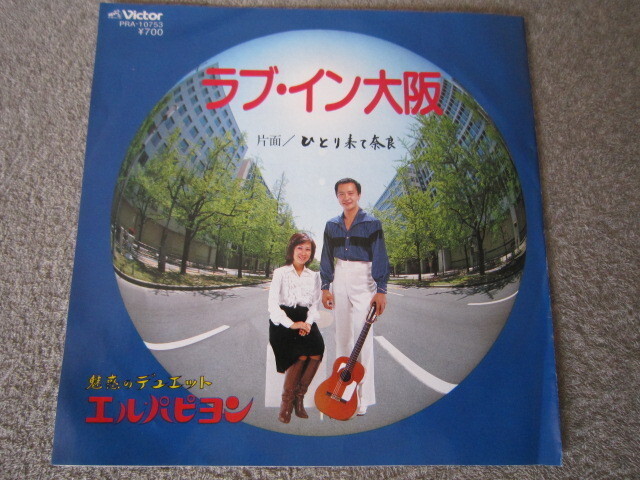 Victor
PRA-10753
¥700
ラブ・イン大阪
片面/ひとり来て奈良
魅惑のデュエット
エルパピヨン